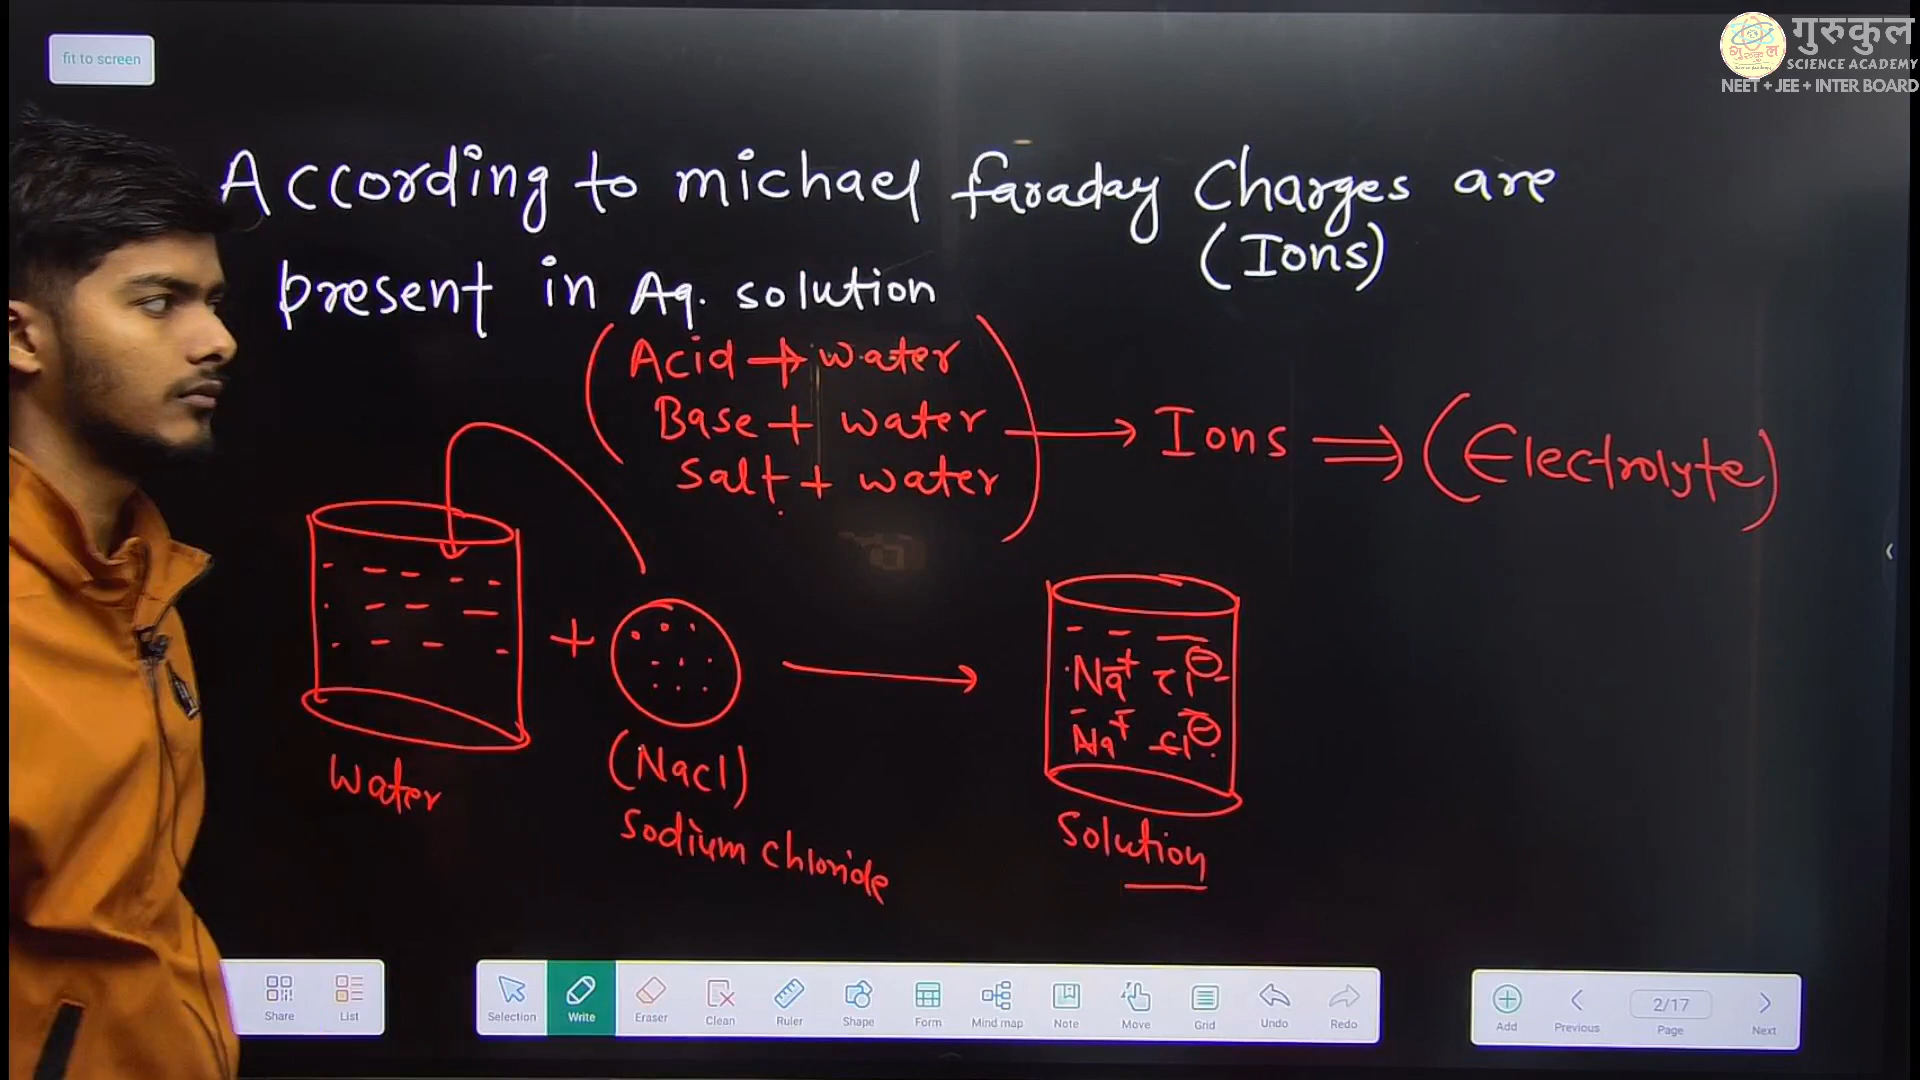 fit to screen
गुरुकुल
SCIENCE ACADEMY
NEET + JEE + INTER BOARD
According to michael faraday Charges are
(Ions)
present in Aq. solution
Acid + water
Base + water
Salt + water
Ions ⇒ (Electrolyte)
+
Na+ Cl⊖
Na+ Cl⊖
Water
(Nacl)
Sodium chloride
Solution
Share
List
Selection
Write
Eraser
Clean
Ruler
Shape
Form
Mind map
Note
Move
Grid
Undo
Redo
Add
Previous
2/17
Page
Next